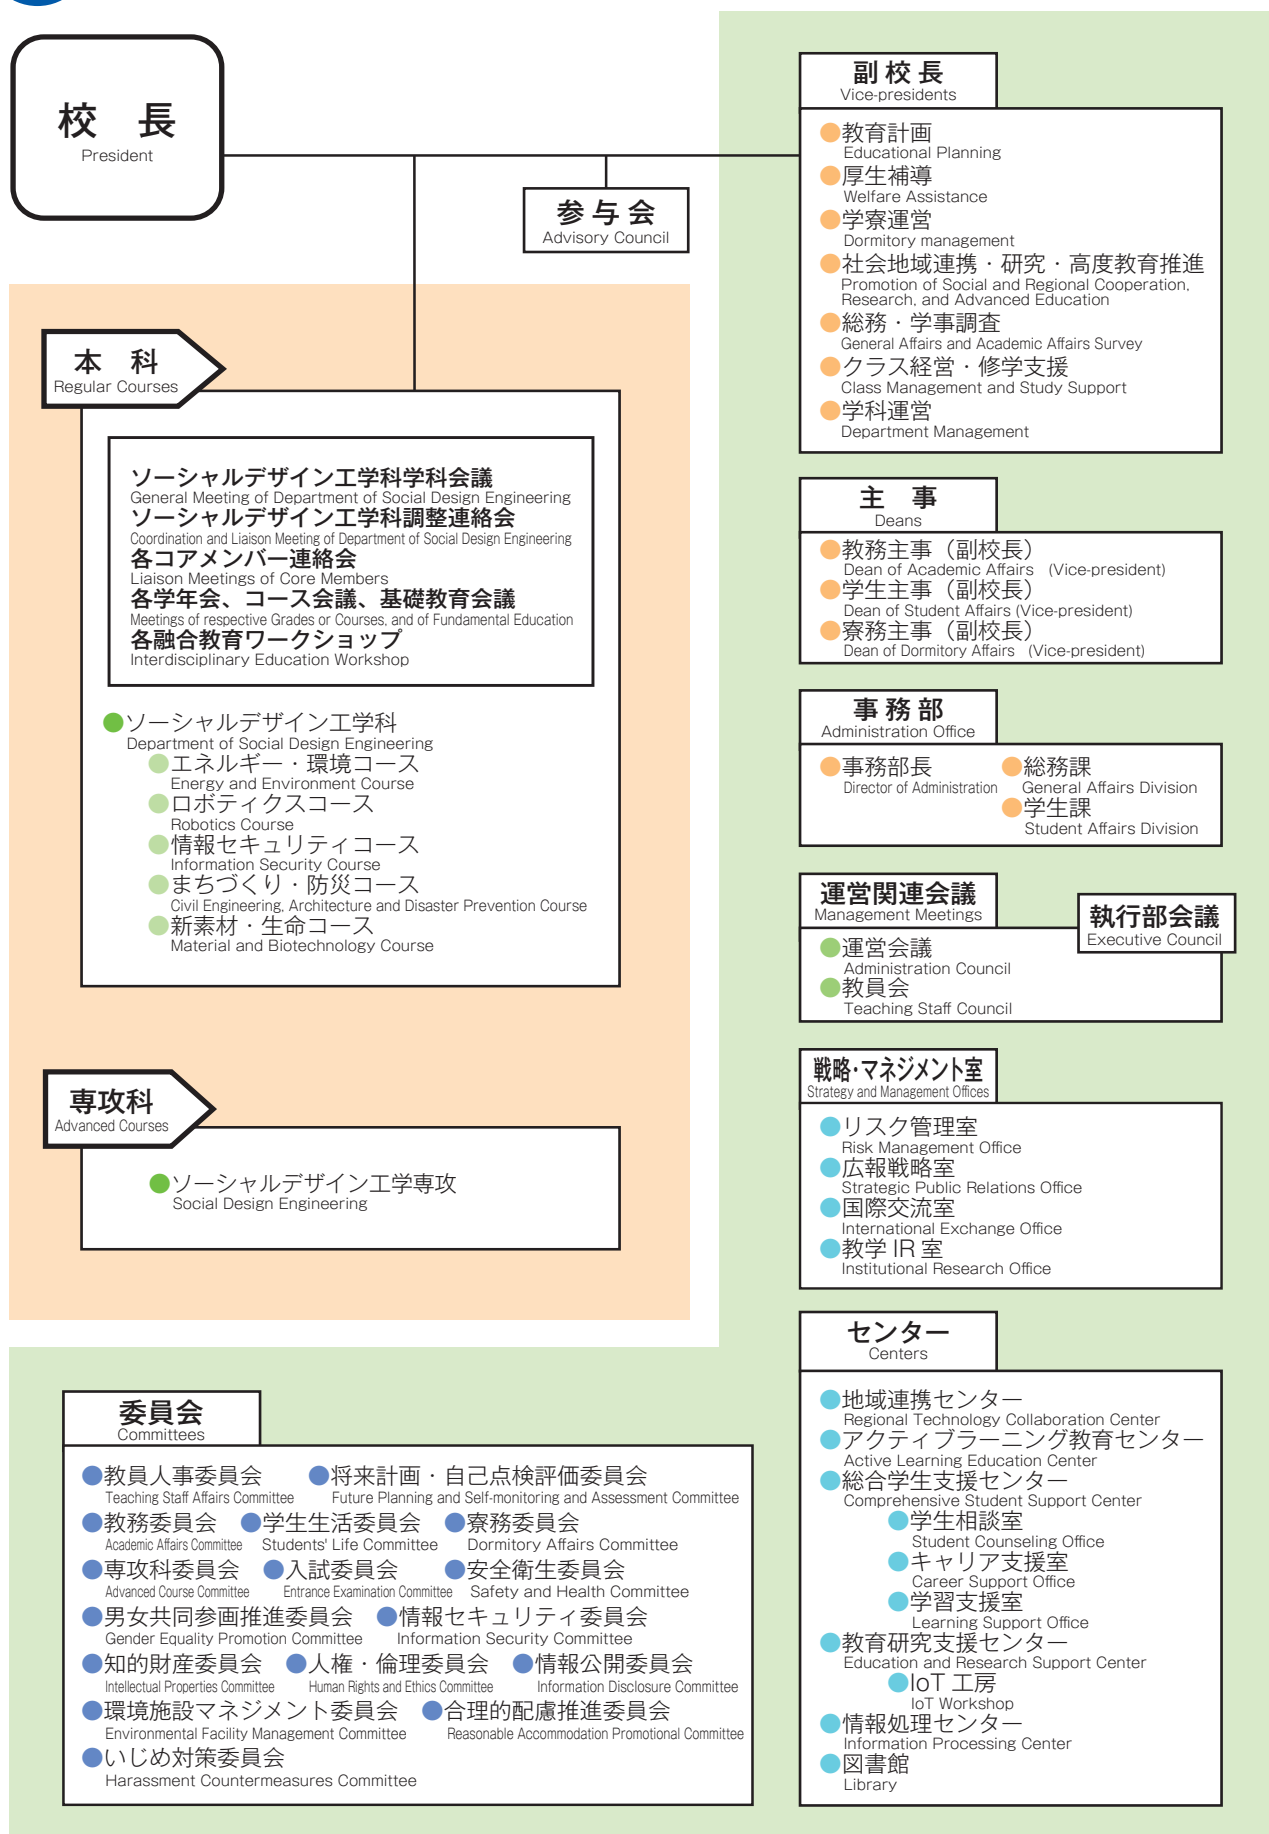 校　長
President
参与会
Advisory Council
本　科
Regular Courses
ソーシャルデザイン工学科学科会議
General Meeting of Department of Social Design Engineering
ソーシャルデザイン工学科調整連絡会
Coordination and Liaison Meeting of Department of Social Design Engineering
各コアメンバー連絡会
Liaison Meetings of Core Members
各学年会、コース会議、基礎教育会議
Meetings of respective Grades or Courses, and of Fundamental Education
各融合教育ワークショップ
Interdisciplinary Education Workshop
●ソーシャルデザイン工学科
Department of Social Design Engineering
●エネルギー・環境コース
Energy and Environment Course
●ロボティクスコース
Robotics Course
●情報セキュリティコース
Information Security Course
●まちづくり・防災コース
Civil Engineering, Architecture and Disaster Prevention Course
●新素材・生命コース
Material and Biotechnology Course
専攻科
Advanced Courses
●ソーシャルデザイン工学専攻
Social Design Engineering
副校長
Vice-presidents
●教育計画
Educational Planning
●厚生補導
Welfare Assistance
●学寮運営
Dormitory management
●社会地域連携・研究・高度教育推進
Promotion of Social and Regional Cooperation,
Research, and Advanced Education
●総務・学事調査
General Affairs and Academic Affairs Survey
●クラス経営・修学支援
Class Management and Study Support
●学科運営
Department Management
主　事
Deans
●教務主事（副校長）
Dean of Academic Affairs (Vice-president)
●学生主事（副校長）
Dean of Student Affairs (Vice-president)
●寮務主事（副校長）
Dean of Dormitory Affairs (Vice-president)
事務部
Administration Office
●事務部長 ●総務課
Director of Administration General Affairs Division
●学生課
Student Affairs Division
運営関連会議
Management Meetings
執行部会議
Executive Council
●運営会議
Administration Council
●教員会
Teaching Staff Council
戦略・マネジメント室
Strategy and Management Offices
●リスク管理室
Risk Management Office
●広報戦略室
Strategic Public Relations Office
●国際交流室
International Exchange Office
●教学 IR 室
Institutional Research Office
センター
Centers
●地域連携センター
Regional Technology Collaboration Center
●アクティブラーニング教育センター
Active Learning Education Center
●総合学生支援センター
Comprehensive Student Support Center
●学生相談室
Student Counseling Office
●キャリア支援室
Career Support Office
●学習支援室
Learning Support Office
●教育研究支援センター
Education and Research Support Center
●IoT 工房
IoT Workshop
●情報処理センター
Information Processing Center
●図書館
Library
委員会
Committees
●教員人事委員会 ●将来計画・自己点検評価委員会
Teaching Staff Affairs Committee Future Planning and Self-monitoring and Assessment Committee
●教務委員会 ●学生生活委員会 ●寮務委員会
Academic Affairs Committee Students' Life Committee Dormitory Affairs Committee
●専攻科委員会 ●入試委員会 ●安全衛生委員会
Advanced Course Committee Entrance Examination Committee Safety and Health Committee
●男女共同参画推進委員会 ●情報セキュリティ委員会
Gender Equality Promotion Committee Information Security Committee
●知的財産委員会 ●人権・倫理委員会 ●情報公開委員会
Intellectual Properties Committee Human Rights and Ethics Committee Information Disclosure Committee
●環境施設マネジメント委員会 ●合理的配慮推進委員会
Environmental Facility Management Committee Reasonable Accommodation Promotional Committee
●いじめ対策委員会
Harassment Countermeasures Committee